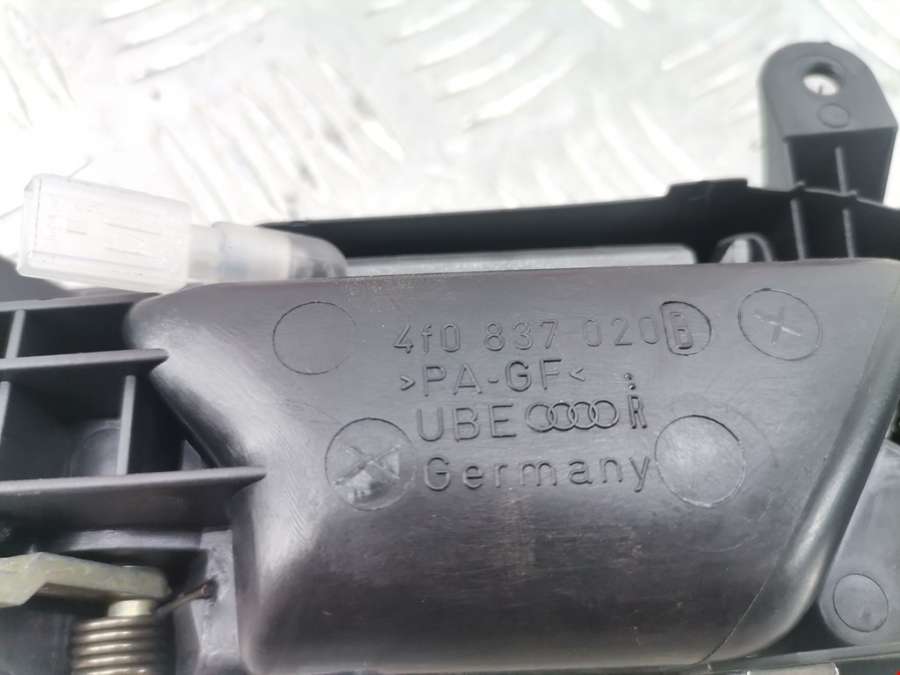 4f0 837 020 B
>PA-GF<
UBE R
Germany